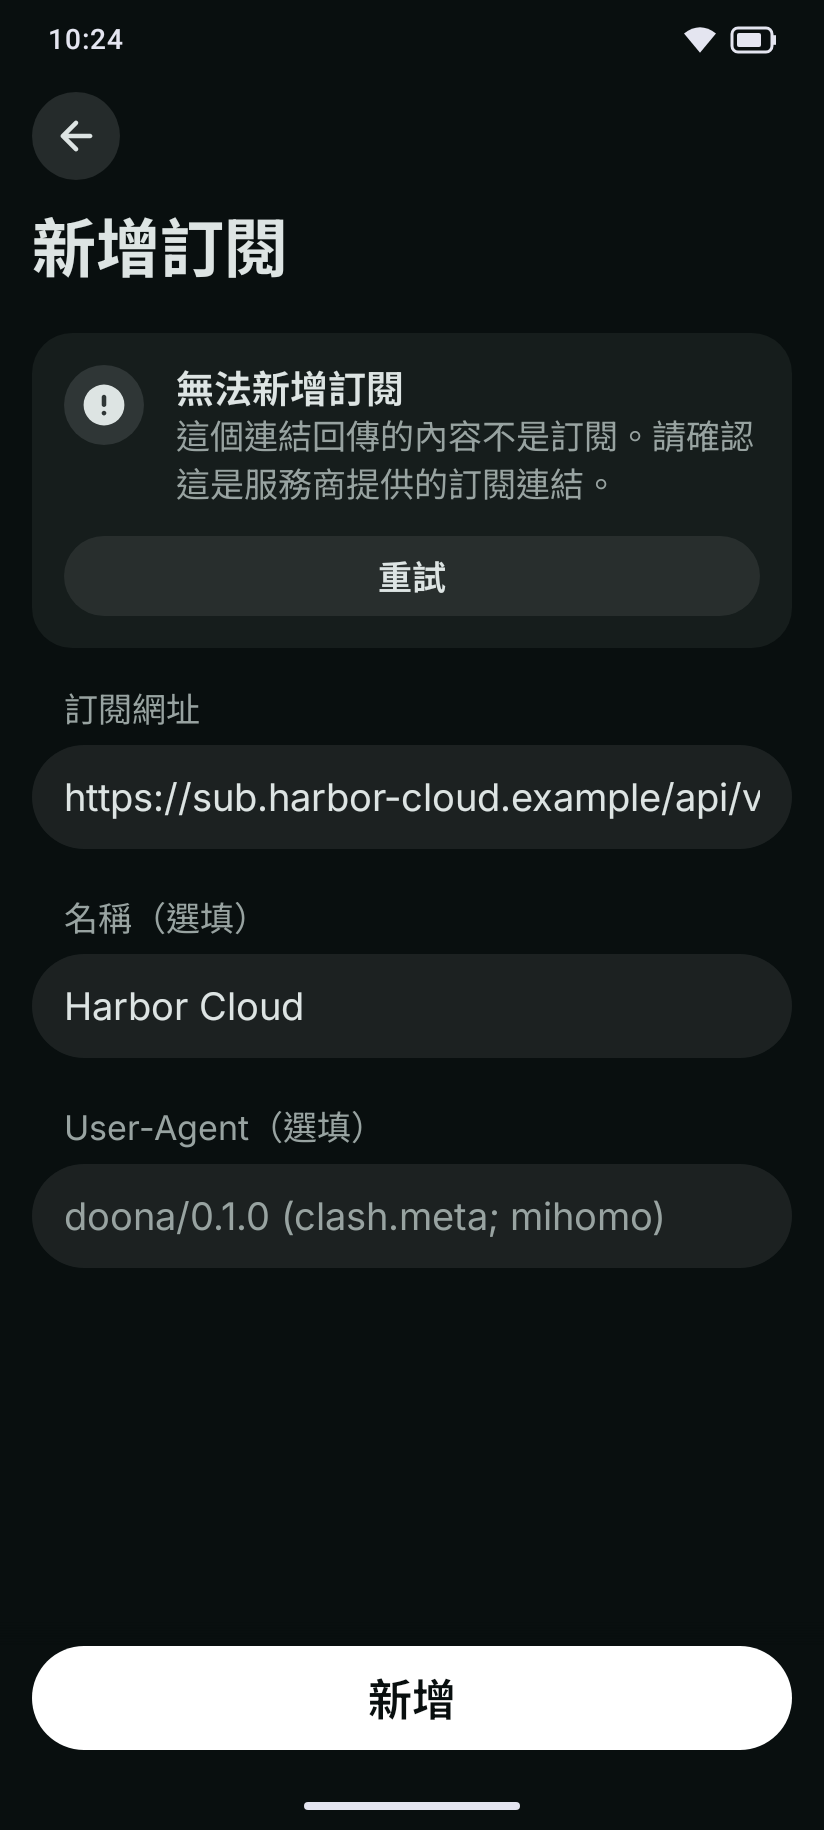 10:24
新增訂閱
無法新增訂閱
這個連結回傳的內容不是訂閱。請確認
這是服務商提供的訂閱連結。
重試
訂閱網址
https://sub.harbor-cloud.example/api/v
名稱（選填）
Harbor Cloud
User-Agent（選填）
doona/0.1.0 (clash.meta; mihomo)
新增